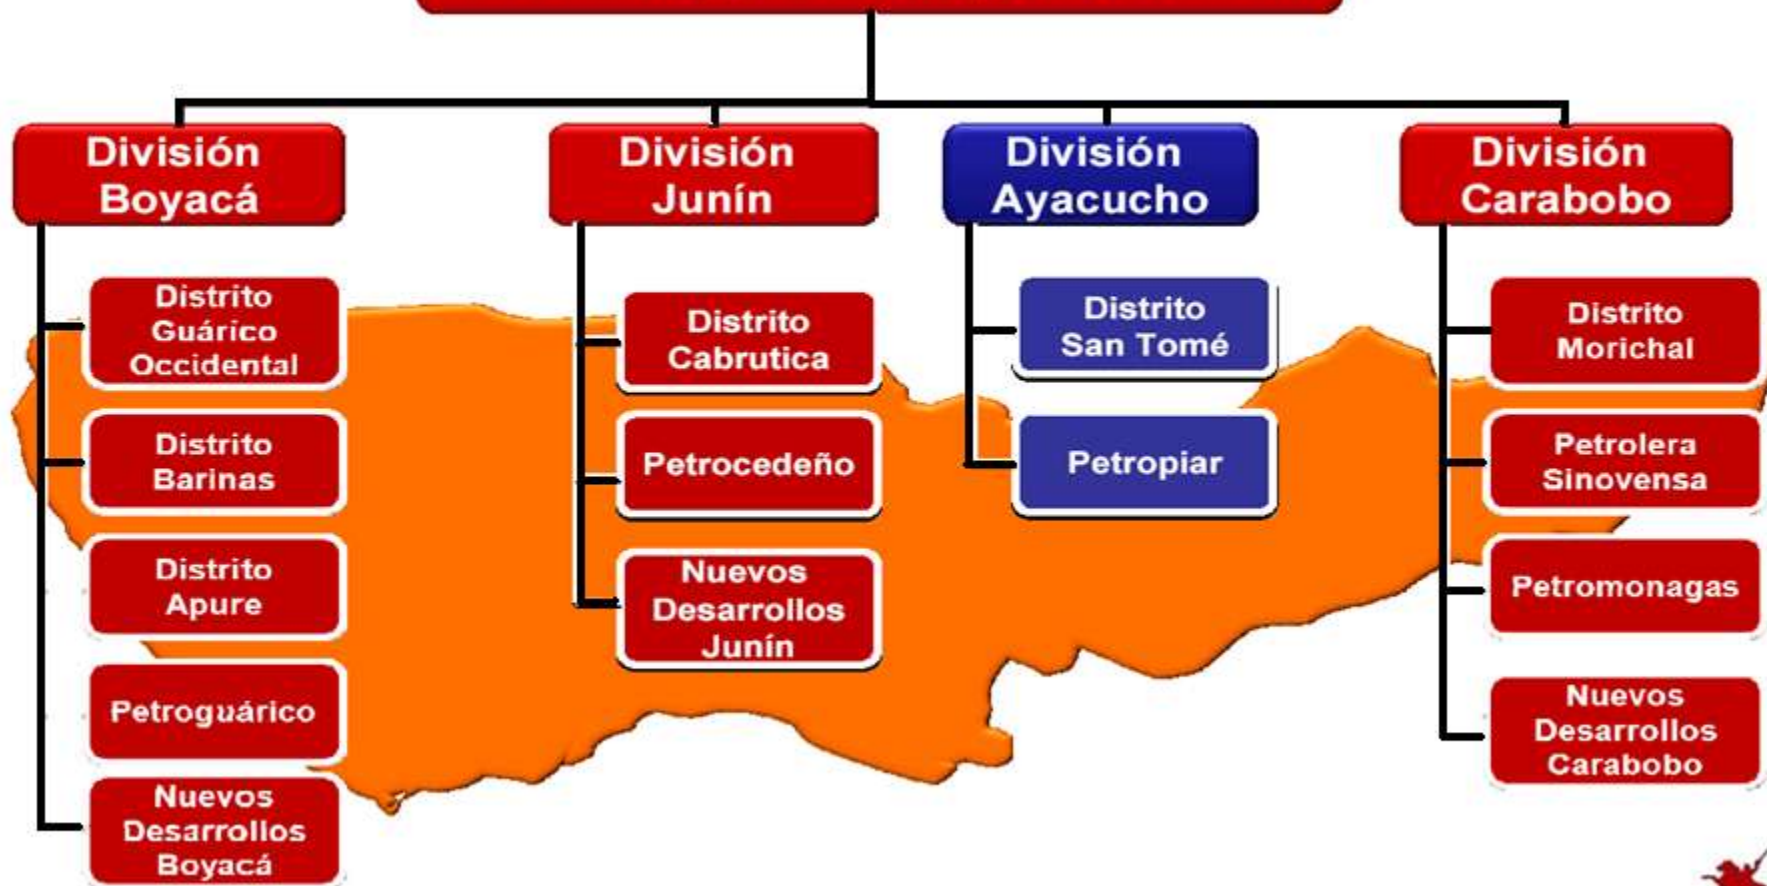 División
Boyacá
Distrito
Guárico
Occidental
Distrito
Barinas
Distrito
Apure
Petroguárico
Nuevos
Desarrollos
Boyacá
División
Junín
Distrito
Cabrutica
Petrocedeño
Nuevos
Desarrollos
Junín
División
Ayacucho
Distrito
San Tomé
Petropiar
División
Carabobo
Distrito
Morichal
Petrolera
Sinovensa
Petromonagas
Nuevos
Desarrollos
Carabobo